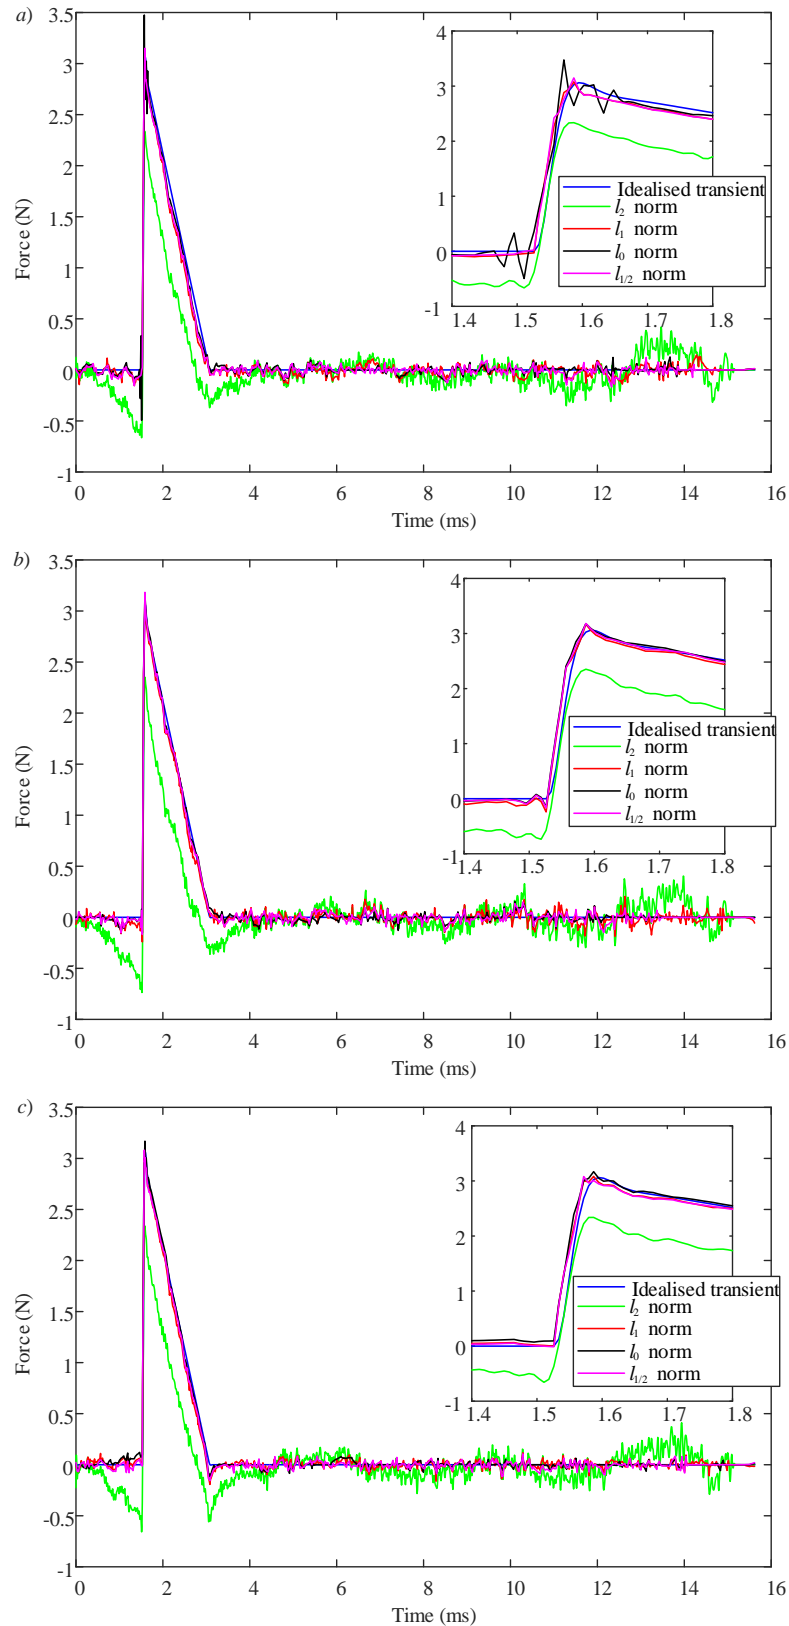 a)
3.5
3
2.5
2
1.5
1
0.5
0
-0.5
-1
Force (N)
0 2 4 6 8 10 12 14 16
Time (ms)
4
3
2
1
0
-1
1.4 1.5 1.6 1.7 1.8
Idealised transient
l2 norm
l1 norm
l0 norm
l1/2 norm
b)
3.5
3
2.5
2
1.5
1
0.5
0
-0.5
-1
Force (N)
0 2 4 6 8 10 12 14 16
Time (ms)
4
3
2
1
0
-1
1.4 1.5 1.6 1.7 1.8
Idealised transient
l2 norm
l1 norm
l0 norm
l1/2 norm
c)
3.5
3
2.5
2
1.5
1
0.5
0
-0.5
-1
Force (N)
0 2 4 6 8 10 12 14 16
Time (ms)
4
3
2
1
0
-1
1.4 1.5 1.6 1.7 1.8
Idealised transient
l2 norm
l1 norm
l0 norm
l1/2 norm